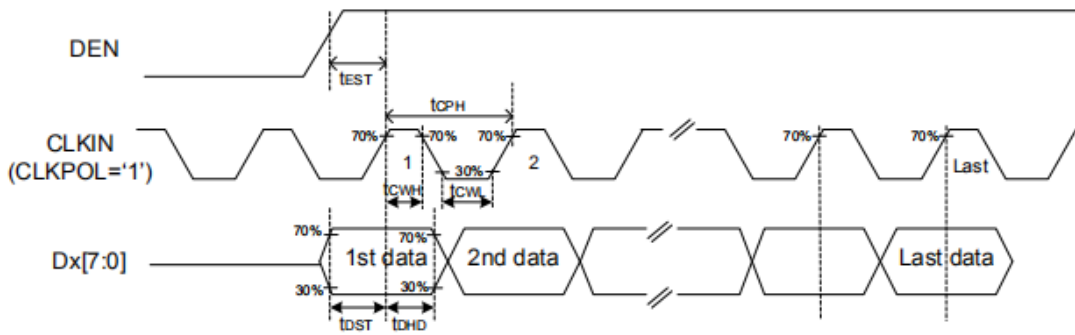 DEN
tEST
tCPH
CLKIN
(CLKPOL='1')
70% 70% 70% 70% 70%
1 2 Last
30%
tCWH tCWL
70% 70%
Dx[7:0] 1st data 2nd data Last data
30% 30%
tDST tDHD